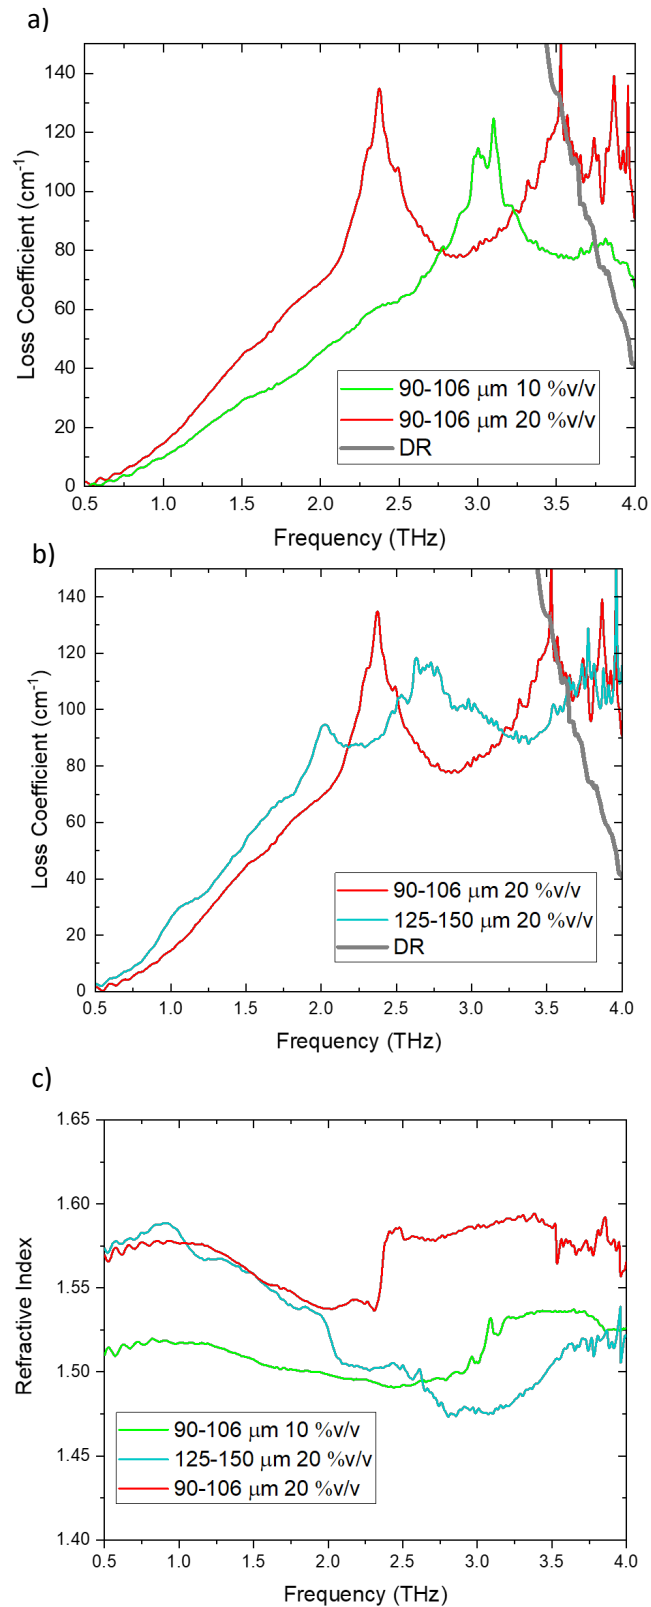 a)
140
120
100
80
60
40
20
0
Loss Coefficient (cm-1)
90-106 μm 10 %v/v
90-106 μm 20 %v/v
DR
0.5 1.0 1.5 2.0 2.5 3.0 3.5 4.0
Frequency (THz)
b)
140
120
100
80
60
40
20
0
Loss Coefficient (cm-1)
90-106 μm 20 %v/v
125-150 μm 20 %v/v
DR
0.5 1.0 1.5 2.0 2.5 3.0 3.5 4.0
Frequency (THz)
c)
1.65
1.60
1.55
1.50
1.45
1.40
Refractive Index
90-106 μm 10 %v/v
125-150 μm 20 %v/v
90-106 μm 20 %v/v
0.5 1.0 1.5 2.0 2.5 3.0 3.5 4.0
Frequency (THz)